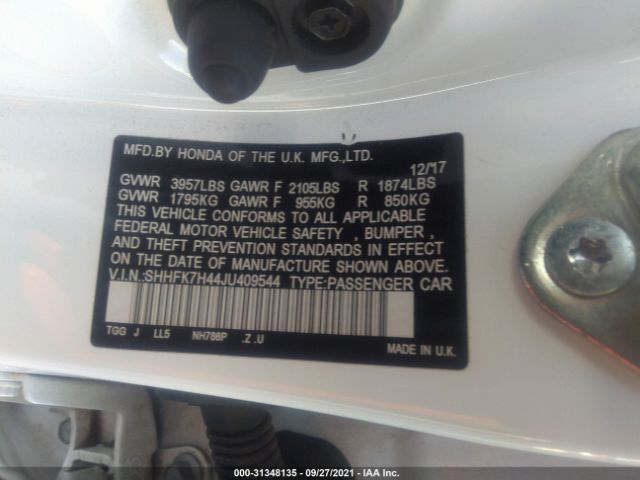 MFD.BY HONDA OF THE U.K. MFG.,LTD.
12/17
GVWR 3957LBS GAWR F 2105LBS R 1874LBS
GVWR 1795KG GAWR F 955KG R 850KG
THIS VEHICLE CONFORMS TO ALL APPLICABLE
FEDERAL MOTOR VEHICLE SAFETY , BUMPER ,
AND THEFT PREVENTION STANDARDS IN EFFECT
ON THE DATE OF MANUFACTURE SHOWN ABOVE.
V.I.N.:SHHFK7H44JU409544 TYPE:PASSENGER CAR
TGG J LL5 NH788P .Z .U
MADE IN U.K.
000-31348135 - 09/27/2021 - IAA Inc.